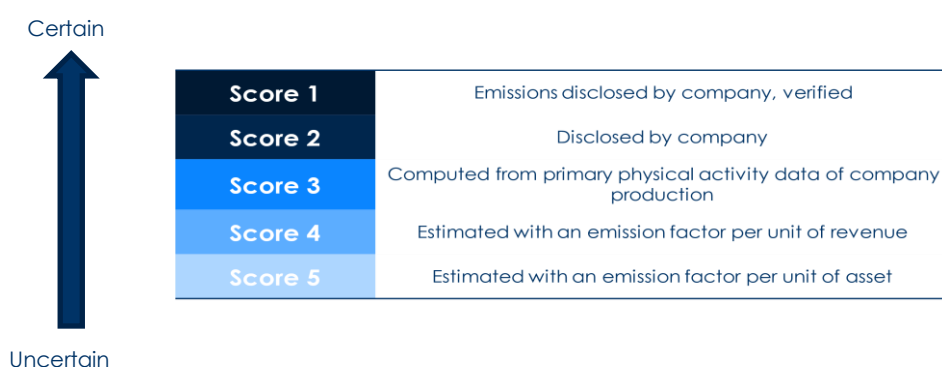 Certain
Score 1
Emissions disclosed by company, verified
Score 2
Disclosed by company
Score 3
Computed from primary physical activity data of company
production
Score 4
Estimated with an emission factor per unit of revenue
Score 5
Estimated with an emission factor per unit of asset
Uncertain